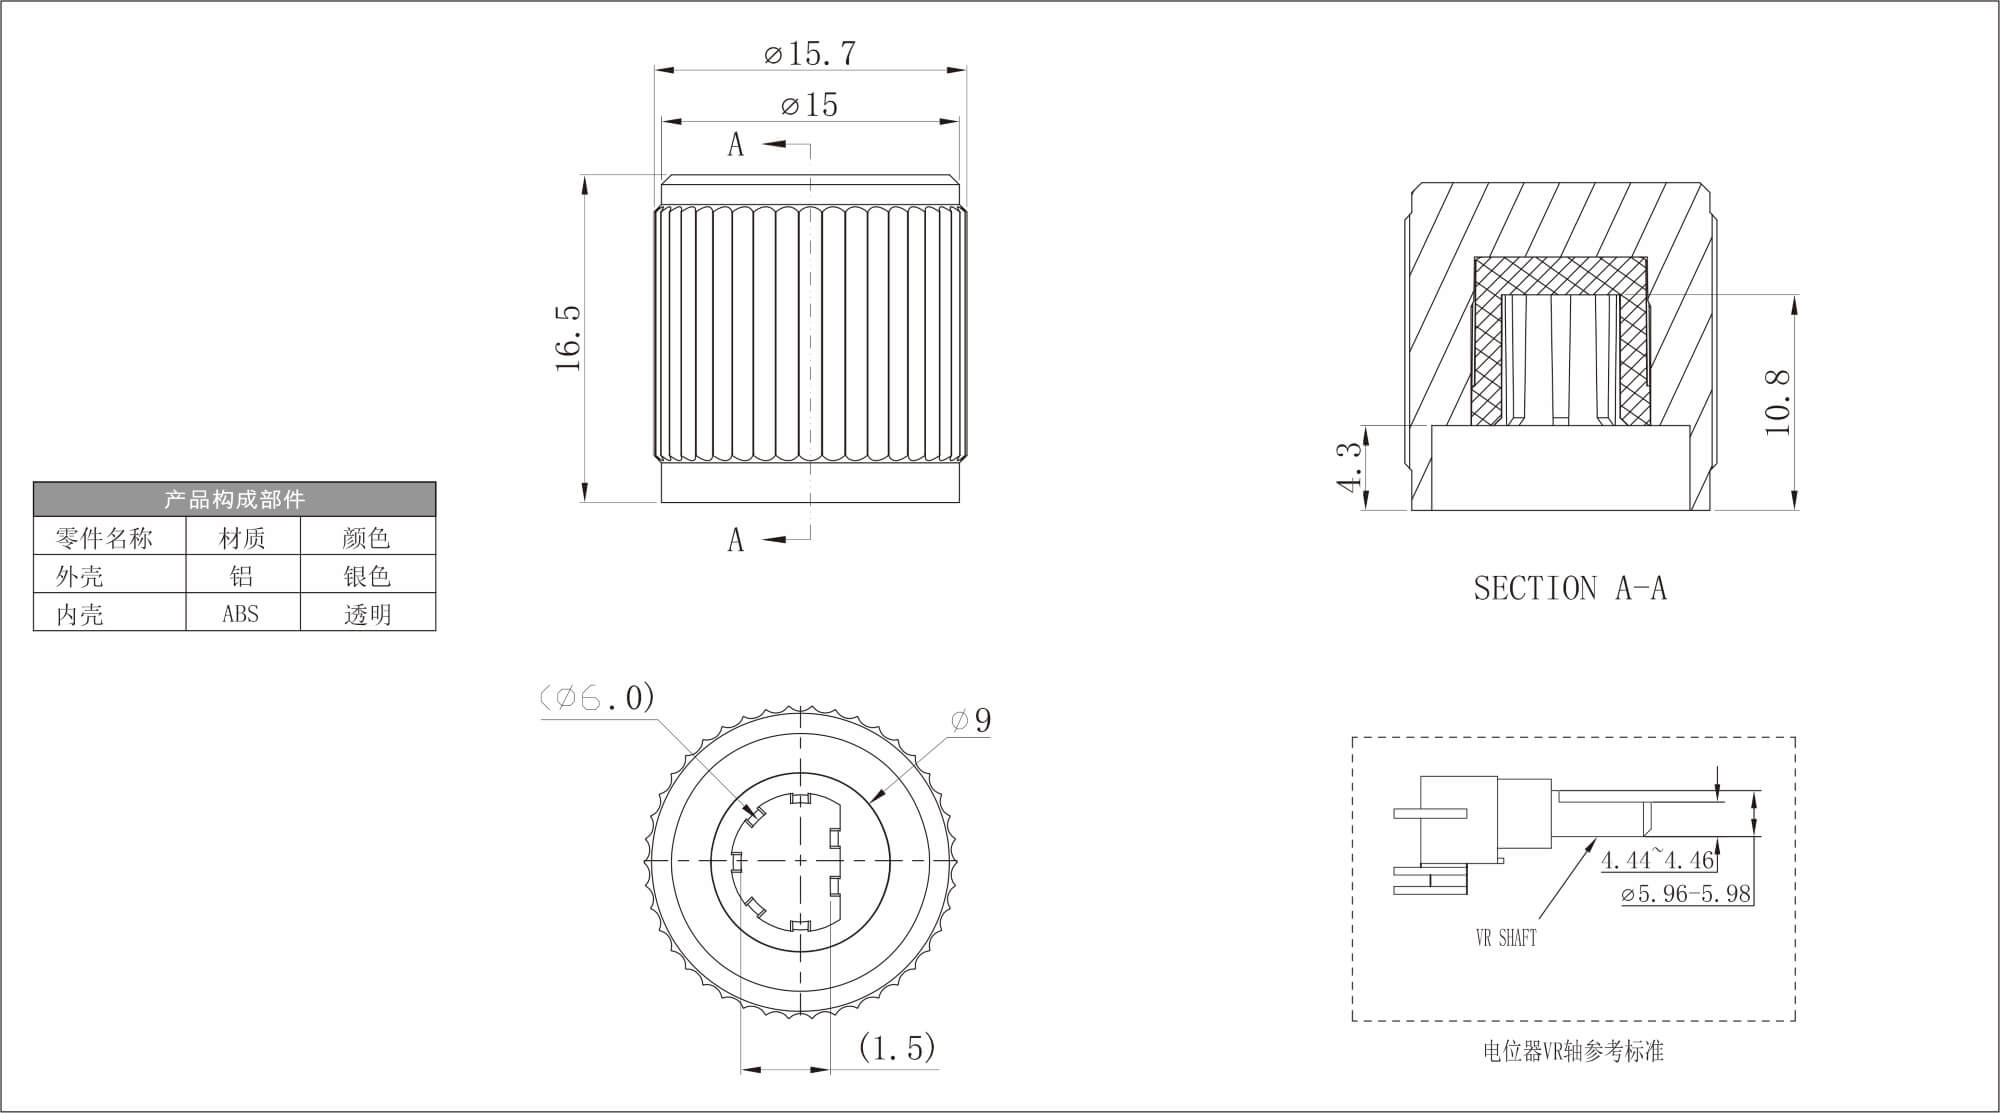 ⌀15.7
⌀15
A
16.5
A
10.8
4.3
SECTION A-A
产品构成部件
零件名称 材质 颜色
外壳 铝 银色
内壳 ABS 透明
(⌀6.0)
⌀9
(1.5)
4.44~4.46
⌀5.96-5.98
VR SHAFT
电位器VR轴参考标准